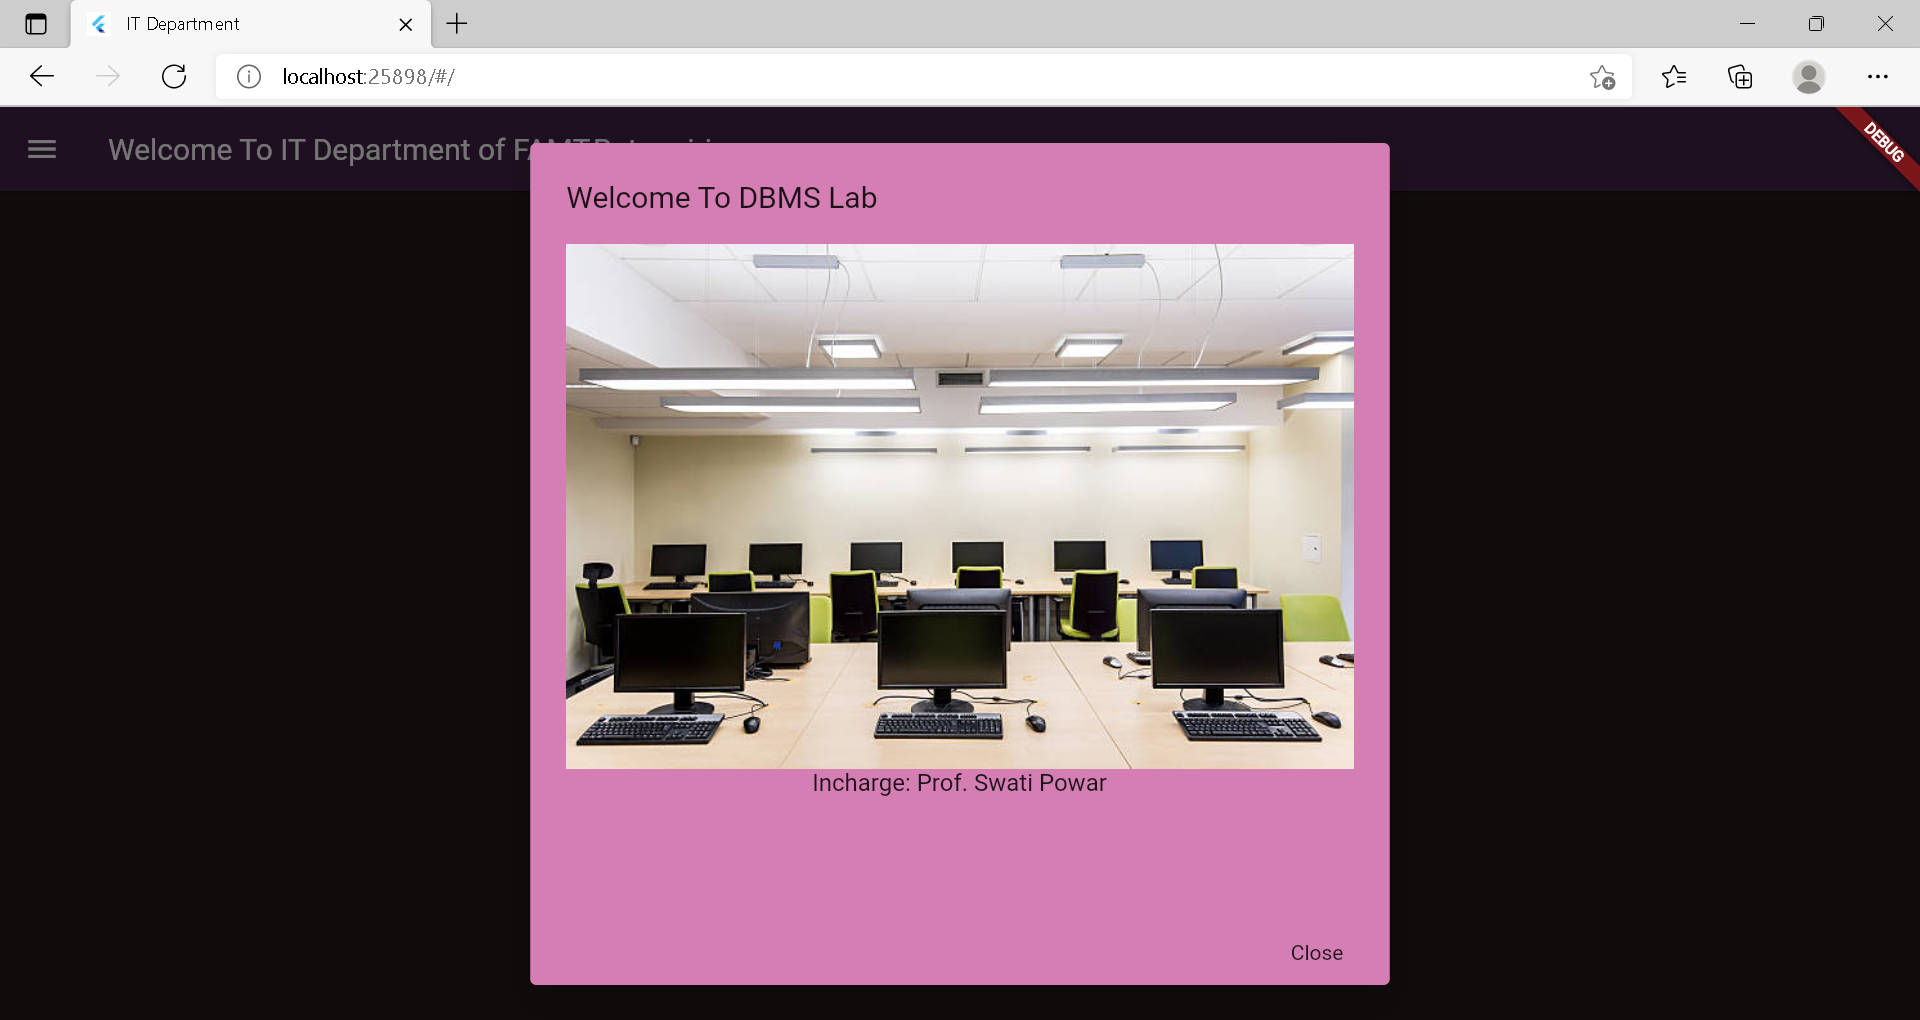 IT Department
localhost:25898/#/
Welcome To IT Department of
DEBUG
Welcome To DBMS Lab
Incharge: Prof. Swati Powar
Close